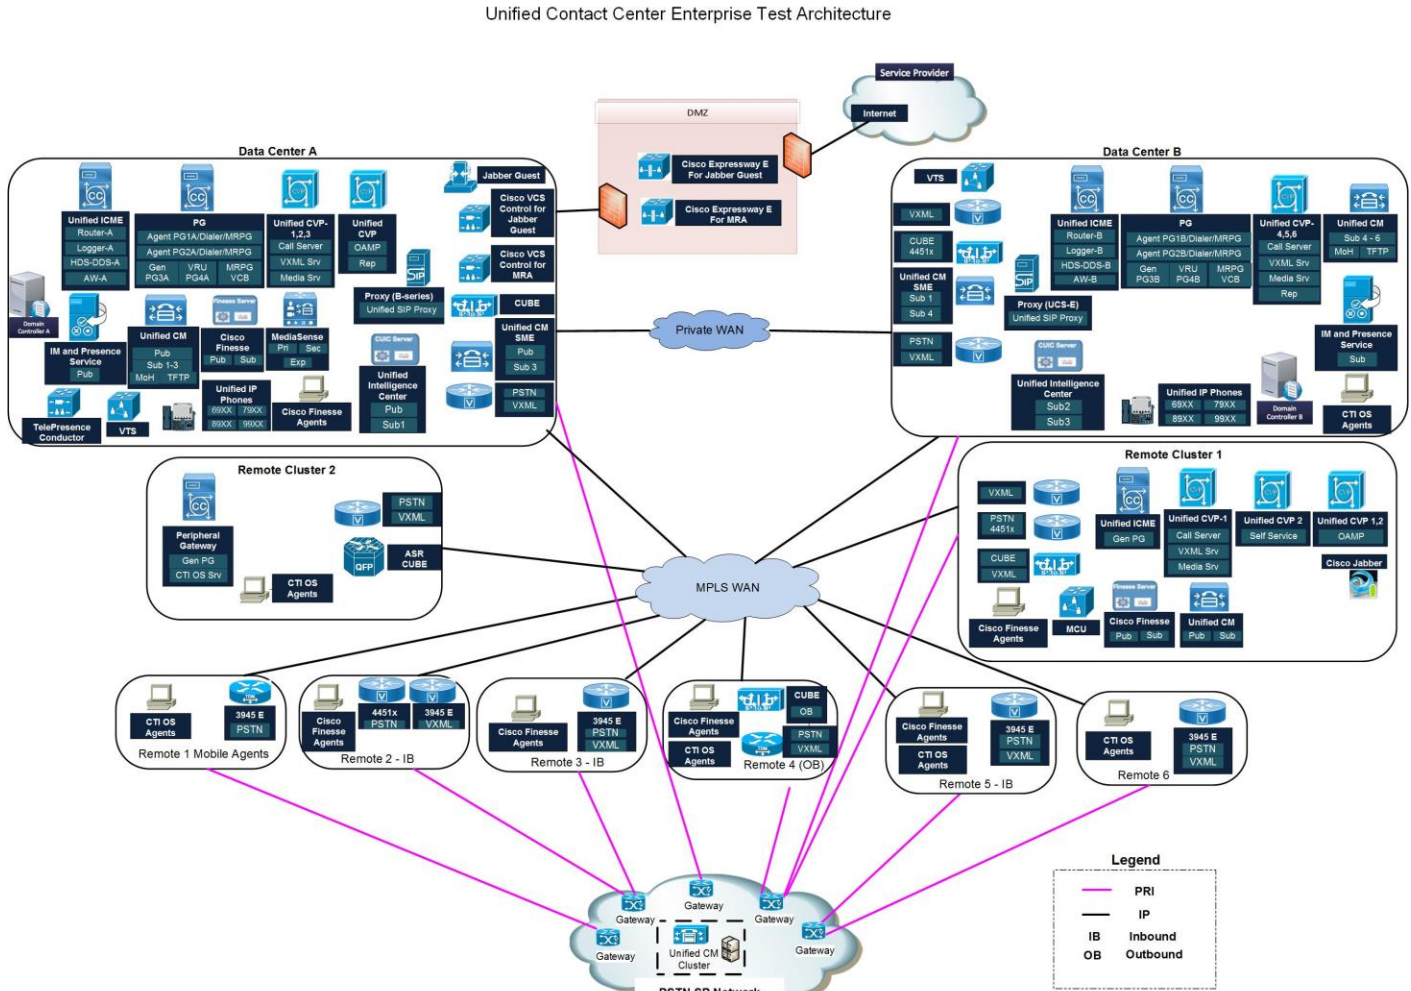 Unified Contact Center Enterprise Test Architecture
Service Provider
Internet
DMZ
Cisco Expressway E
For Jabber Guest
Cisco Expressway E
For MRA
Data Center A
Jabber Guest
Cisco VCS
Control for
Jabber
Guest
Cisco VCS
Control for
MRA
CUBE
Unified CM
SME
Pub
Sub 3
PSTN
VXML
Unified ICME
Router-A
Logger-A
HDS-DDS-A
AW-A
PG
Agent PG1A/Dialer/MRPG
Agent PG2A/Dialer/MRPG
Gen
PG3A
VRU
PG4A
MRPG
VCB
Unified CVP-
1,2,3
Call Server
VXML Srv
Media Srv
Unified
CVP
OAMP
Rep
SIP
Proxy (B-series)
Unified SIP Proxy
Domain
Controller A
IM and Presence
Service
Pub
Unified CM
Pub
Sub 1-3
MoH TFTP
Finesse Server
Cisco
Finesse
Pub Sub
MediaSense
Pri Sec
Exp
CUIC Server
Unified
Intelligence
Center
Pub
Sub1
TelePresence
Conductor
VTS
Unified IP
Phones
69XX 79XX
89XX 99XX
Cisco Finesse
Agents
Private WAN
Data Center B
VTS
VXML
CUBE
4451x
Unified CM
SME
Sub 1
Sub 4
PSTN
VXML
SIP
Proxy (UCS-E)
Unified SIP Proxy
Unified ICME
Router-B
Logger-B
HDS-DDS-B
AW-B
PG
Agent PG1B/Dialer/MRPG
Agent PG2B/Dialer/MRPG
Gen
PG3B
VRU
PG4B
MRPG
VCB
Unified CVP-
4,5,6
Call Server
VXML Srv
Media Srv
Rep
Unified CM
Sub 4 - 6
MoH TFTP
IM and Presence
Service
Sub
CUIC Server
Unified Intelligence
Center
Sub2
Sub3
Unified IP Phones
69XX 79XX
89XX 99XX
Domain
Controller B
CTI OS
Agents
Remote Cluster 2
Peripheral
Gateway
Gen PG
CTI OS Srv
CTI OS
Agents
PSTN
VXML
QFP
ASR
CUBE
MPLS WAN
Remote Cluster 1
VXML
PSTN
4451x
CUBE
VXML
Unified ICME
Gen PG
Unified CVP-1
Call Server
VXML Srv
Media Srv
Unified CVP 2
Self Service
Unified CVP 1,2
OAMP
Cisco Jabber
Cisco Finesse
Agents
MCU
Finesse Server
Cisco Finesse
Pub Sub
Unified CM
Pub Sub
CTI OS
Agents
3945 E
PSTN
Remote 1 Mobile Agents
Cisco
Finesse Agents
4451x
PSTN
3945 E
VXML
Remote 2 - IB
Cisco Finesse
Agents
3945 E
PSTN
VXML
Remote 3 - IB
Cisco Finesse
Agents
CTI OS
Agents
CUBE
OB
PSTN
VXML
Remote 4 (OB)
Cisco Finesse
Agents
CTI OS
Agents
3945 E
PSTN
VXML
Remote 5 - IB
CTI OS
Agents
3945 E
PSTN
VXML
Remote 6
Gateway
Gateway
Gateway
Gateway
Gateway
Unified CM
Cluster
PSTN SP Network
Legend
PRI
IP
IB Inbound
OB Outbound